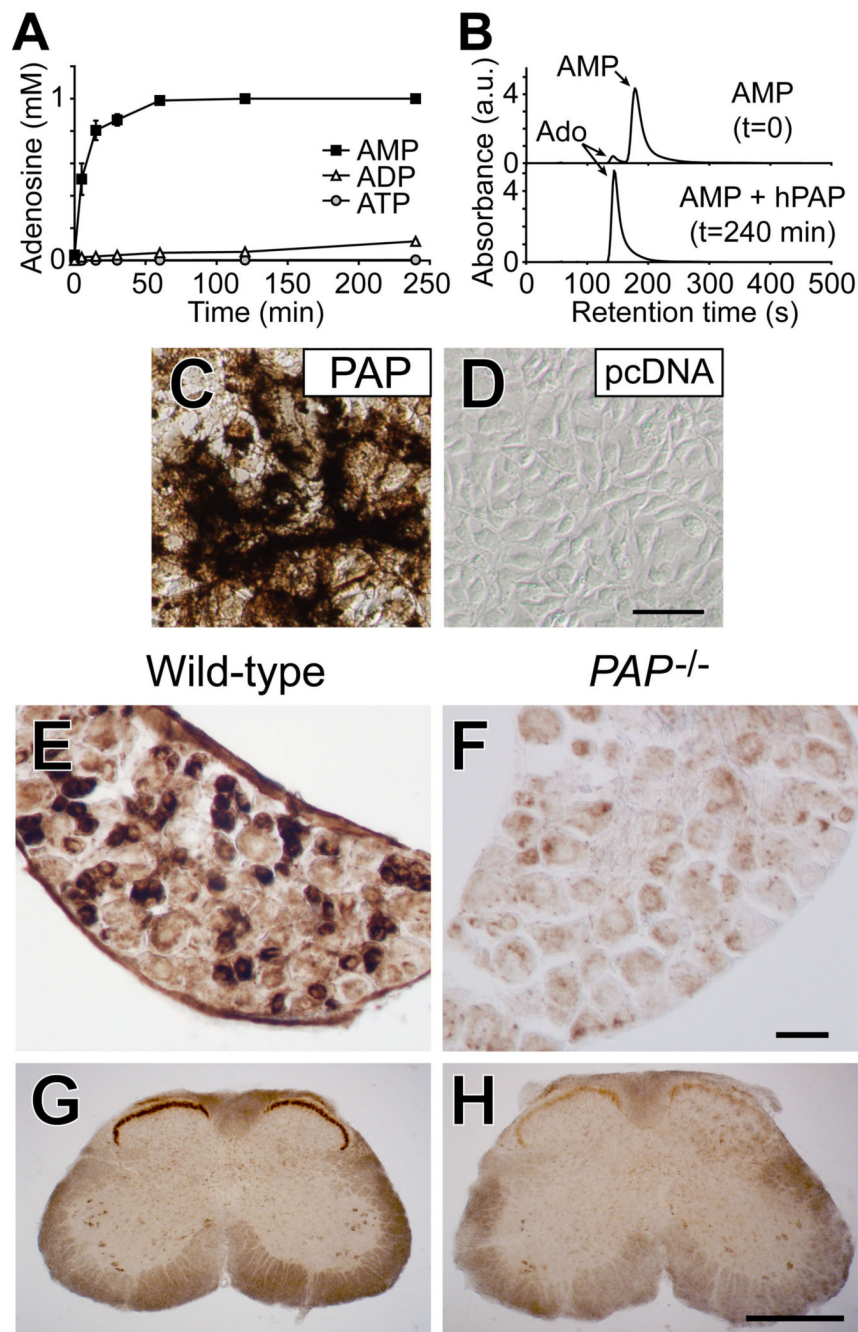 A
Adenosine (mM)
1
0
AMP
ADP
ATP
0 50 100 150 200 250
Time (min)
B
Absorbance (a.u.)
4
0
AMP
AMP
(t=0)
Ado
4
0
AMP + hPAP
(t=240 min)
0 100 200 300 400 500
Retention time (s)
C PAP
D pcDNA
Wild-type PAP-/-
E F
G H